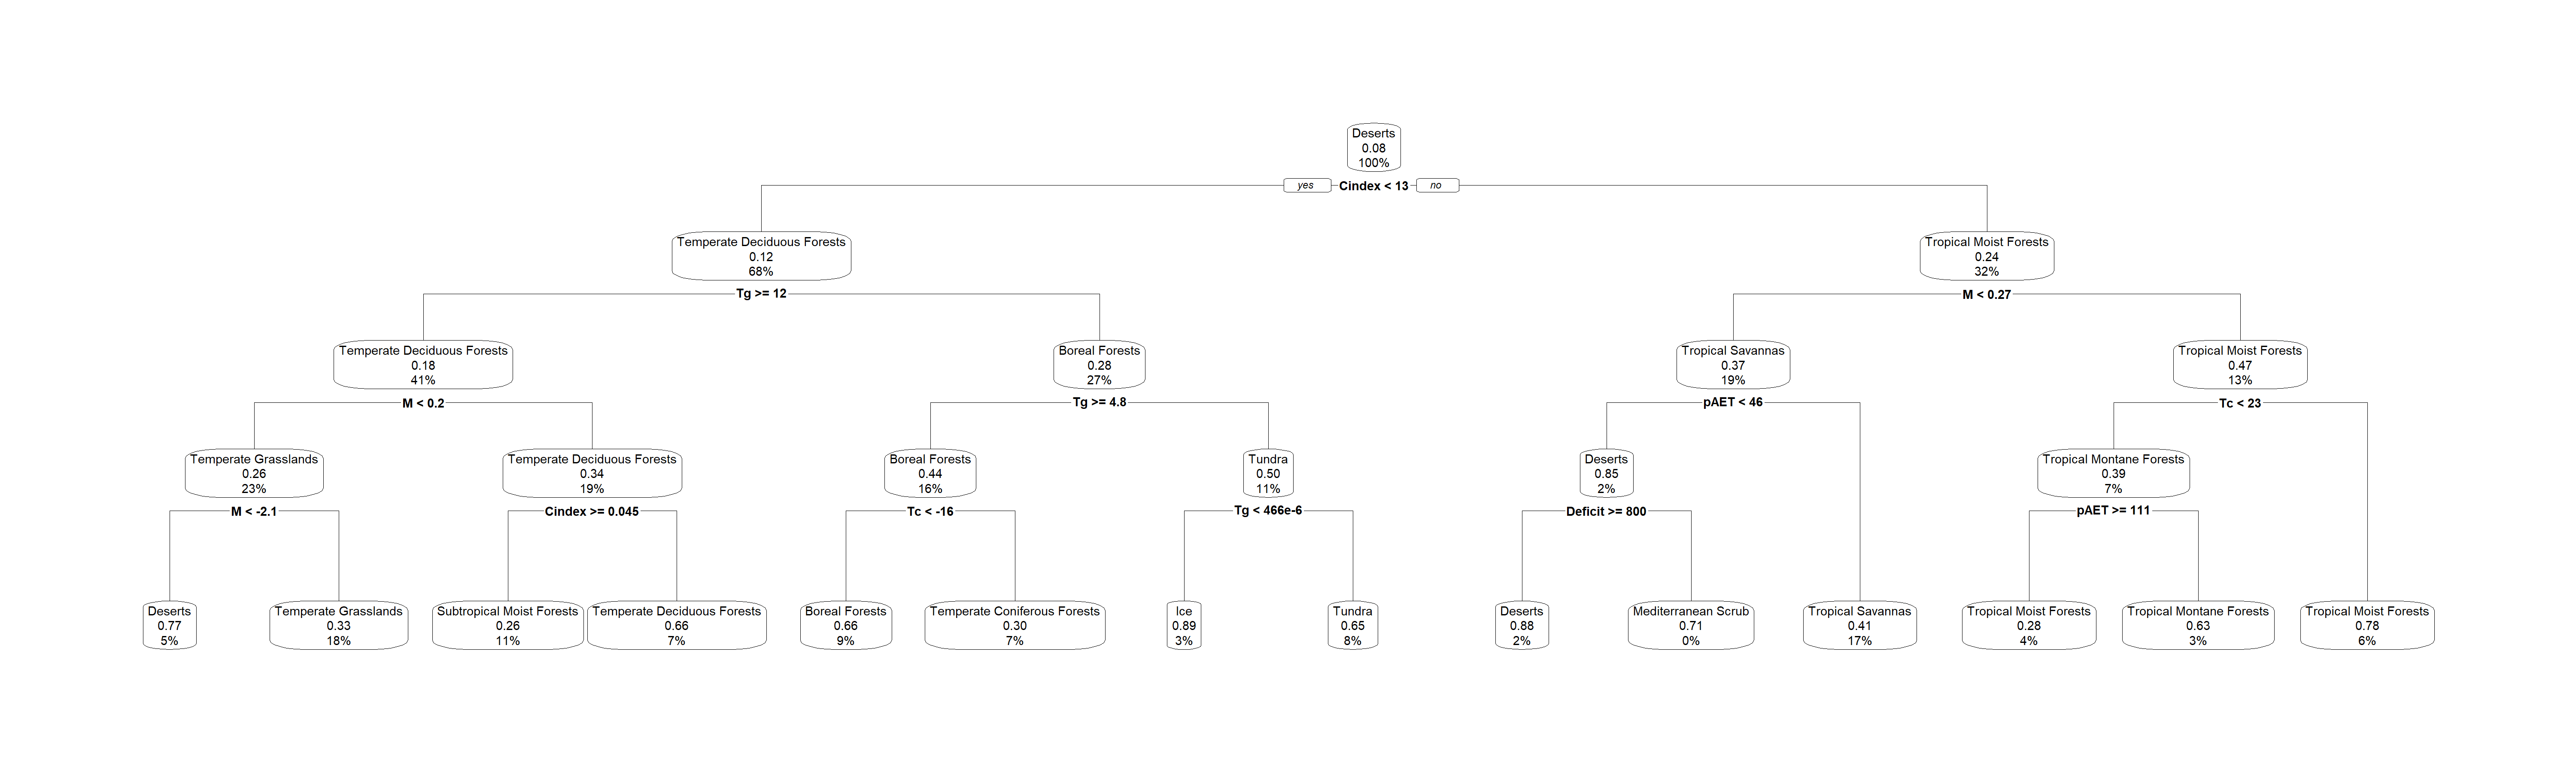 Deserts
0.08
100%
yes
Cindex < 13
no
Temperate Deciduous Forests
0.12
68%
Tropical Moist Forests
0.24
32%
Tg >= 12
M < 0.27
Temperate Deciduous Forests
0.18
41%
Boreal Forests
0.28
27%
Tropical Savannas
0.37
19%
Tropical Moist Forests
0.47
13%
M < 0.2
Tg >= 4.8
pAET < 46
Tc < 23
Temperate Grasslands
0.26
23%
Temperate Deciduous Forests
0.34
19%
Boreal Forests
0.44
16%
Tundra
0.50
11%
Deserts
0.85
2%
Tropical Montane Forests
0.39
7%
M < -2.1
Cindex >= 0.045
Tc < -16
Tg < 466e-6
Deficit >= 800
pAET >= 111
Deserts
0.77
5%
Temperate Grasslands
0.33
18%
Subtropical Moist Forests
0.26
11%
Temperate Deciduous Forests
0.66
7%
Boreal Forests
0.66
9%
Temperate Coniferous Forests
0.30
7%
Ice
0.89
3%
Tundra
0.65
8%
Deserts
0.88
2%
Mediterranean Scrub
0.71
0%
Tropical Savannas
0.41
17%
Tropical Moist Forests
0.28
4%
Tropical Montane Forests
0.63
3%
Tropical Moist Forests
0.78
6%